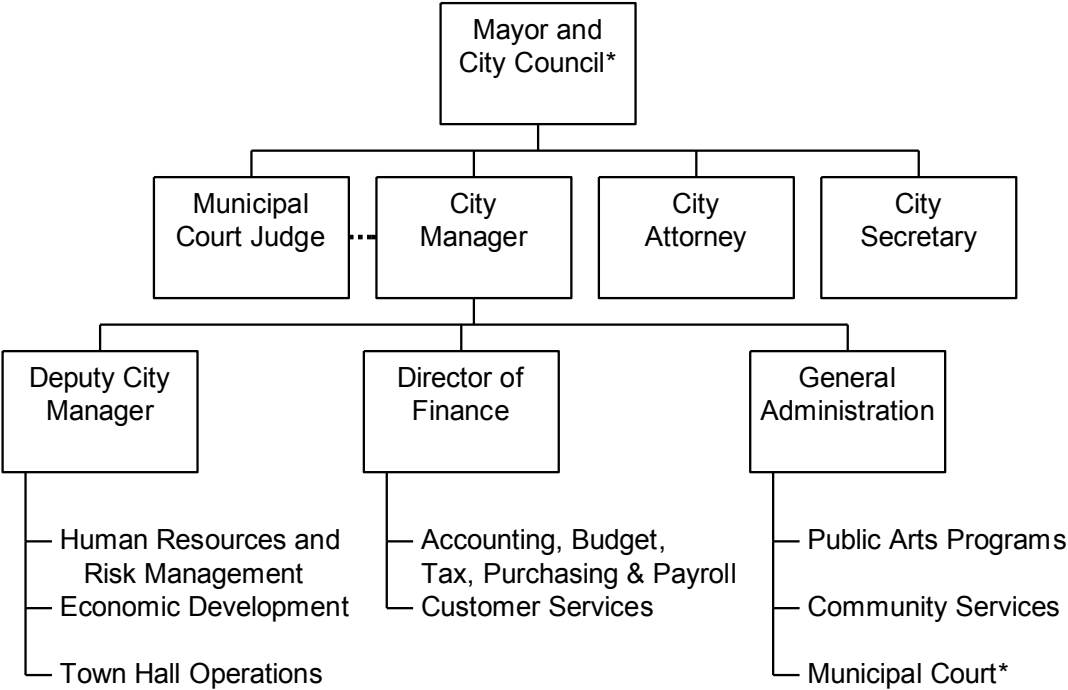 Mayor and
City Council*
Municipal
Court Judge
City
Manager
City
Attorney
City
Secretary
Deputy City
Manager
Director of
Finance
General
Administration
Human Resources and
Risk Management
Economic Development
Town Hall Operations
Accounting, Budget,
Tax, Purchasing & Payroll
Customer Services
Public Arts Programs
Community Services
Municipal Court*